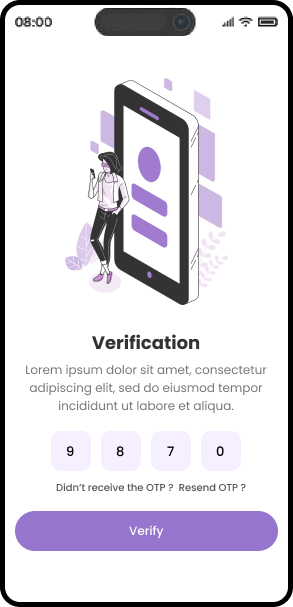 08:00
Verification
Lorem ipsum dolor sit amet, consectetur
adipiscing elit, sed do eiusmod tempor
incididunt ut labore et aliqua.
9 8 7 0
Didn't receive the OTP ? Resend OTP ?
Verify